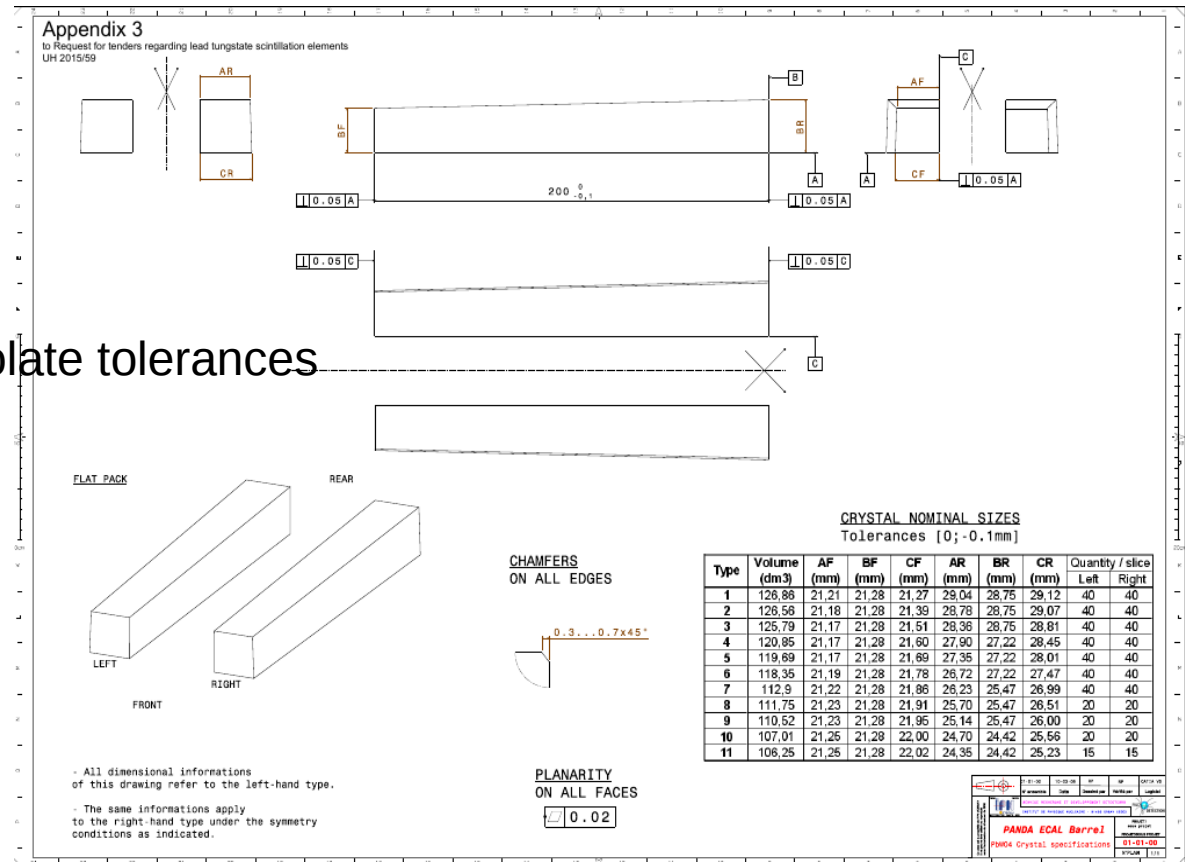 Appendix 3
to Request for tenders regarding lead tungstate scintillation elements
UH 2015/59
AR
CR
B
BF
BR
A
200 0 -0,1
⊥ 0.05 A
⊥ 0.05 A
C
AF
CF
A
⊥ 0.05 A
⊥ 0.05 C
⊥ 0.05 C
C
plate tolerances
FLAT PACK
REAR
LEFT
RIGHT
FRONT
CHAMFERS
ON ALL EDGES
0.3...0.7x45°
PLANARITY
ON ALL FACES
0.02
- All dimensional informations
of this drawing refer to the left-hand type.
- The same informations apply
to the right-hand type under the symmetry
conditions as indicated.
CRYSTAL NOMINAL SIZES
Tolerances [0;-0.1mm]
Type Volume (dm3) AF (mm) BF (mm) CF (mm) AR (mm) BR (mm) CR (mm) Quantity / slice Left Right
1 126,86 21,21 21,28 21,27 29,04 28,75 29,12 40 40
2 126,56 21,18 21,28 21,39 28,78 28,75 29,07 40 40
3 125,79 21,17 21,28 21,51 28,36 28,75 28,81 40 40
4 120,85 21,17 21,28 21,60 27,90 27,22 28,45 40 40
5 119,69 21,17 21,28 21,69 27,35 27,22 28,01 40 40
6 118,35 21,19 21,28 21,78 26,72 27,22 27,47 40 40
7 112,9 21,22 21,28 21,86 26,23 25,47 26,99 40 40
8 111,75 21,23 21,28 21,91 25,70 25,47 26,51 20 20
9 110,52 21,23 21,28 21,95 25,14 25,47 26,00 20 20
10 107,01 21,25 21,28 22,00 24,70 24,42 25,56 20 20
11 106,25 21,25 21,28 22,02 24,35 24,42 25,23 15 15
PANDA ECAL Barrel
PbWO4 Crystal specifications
01-01-00